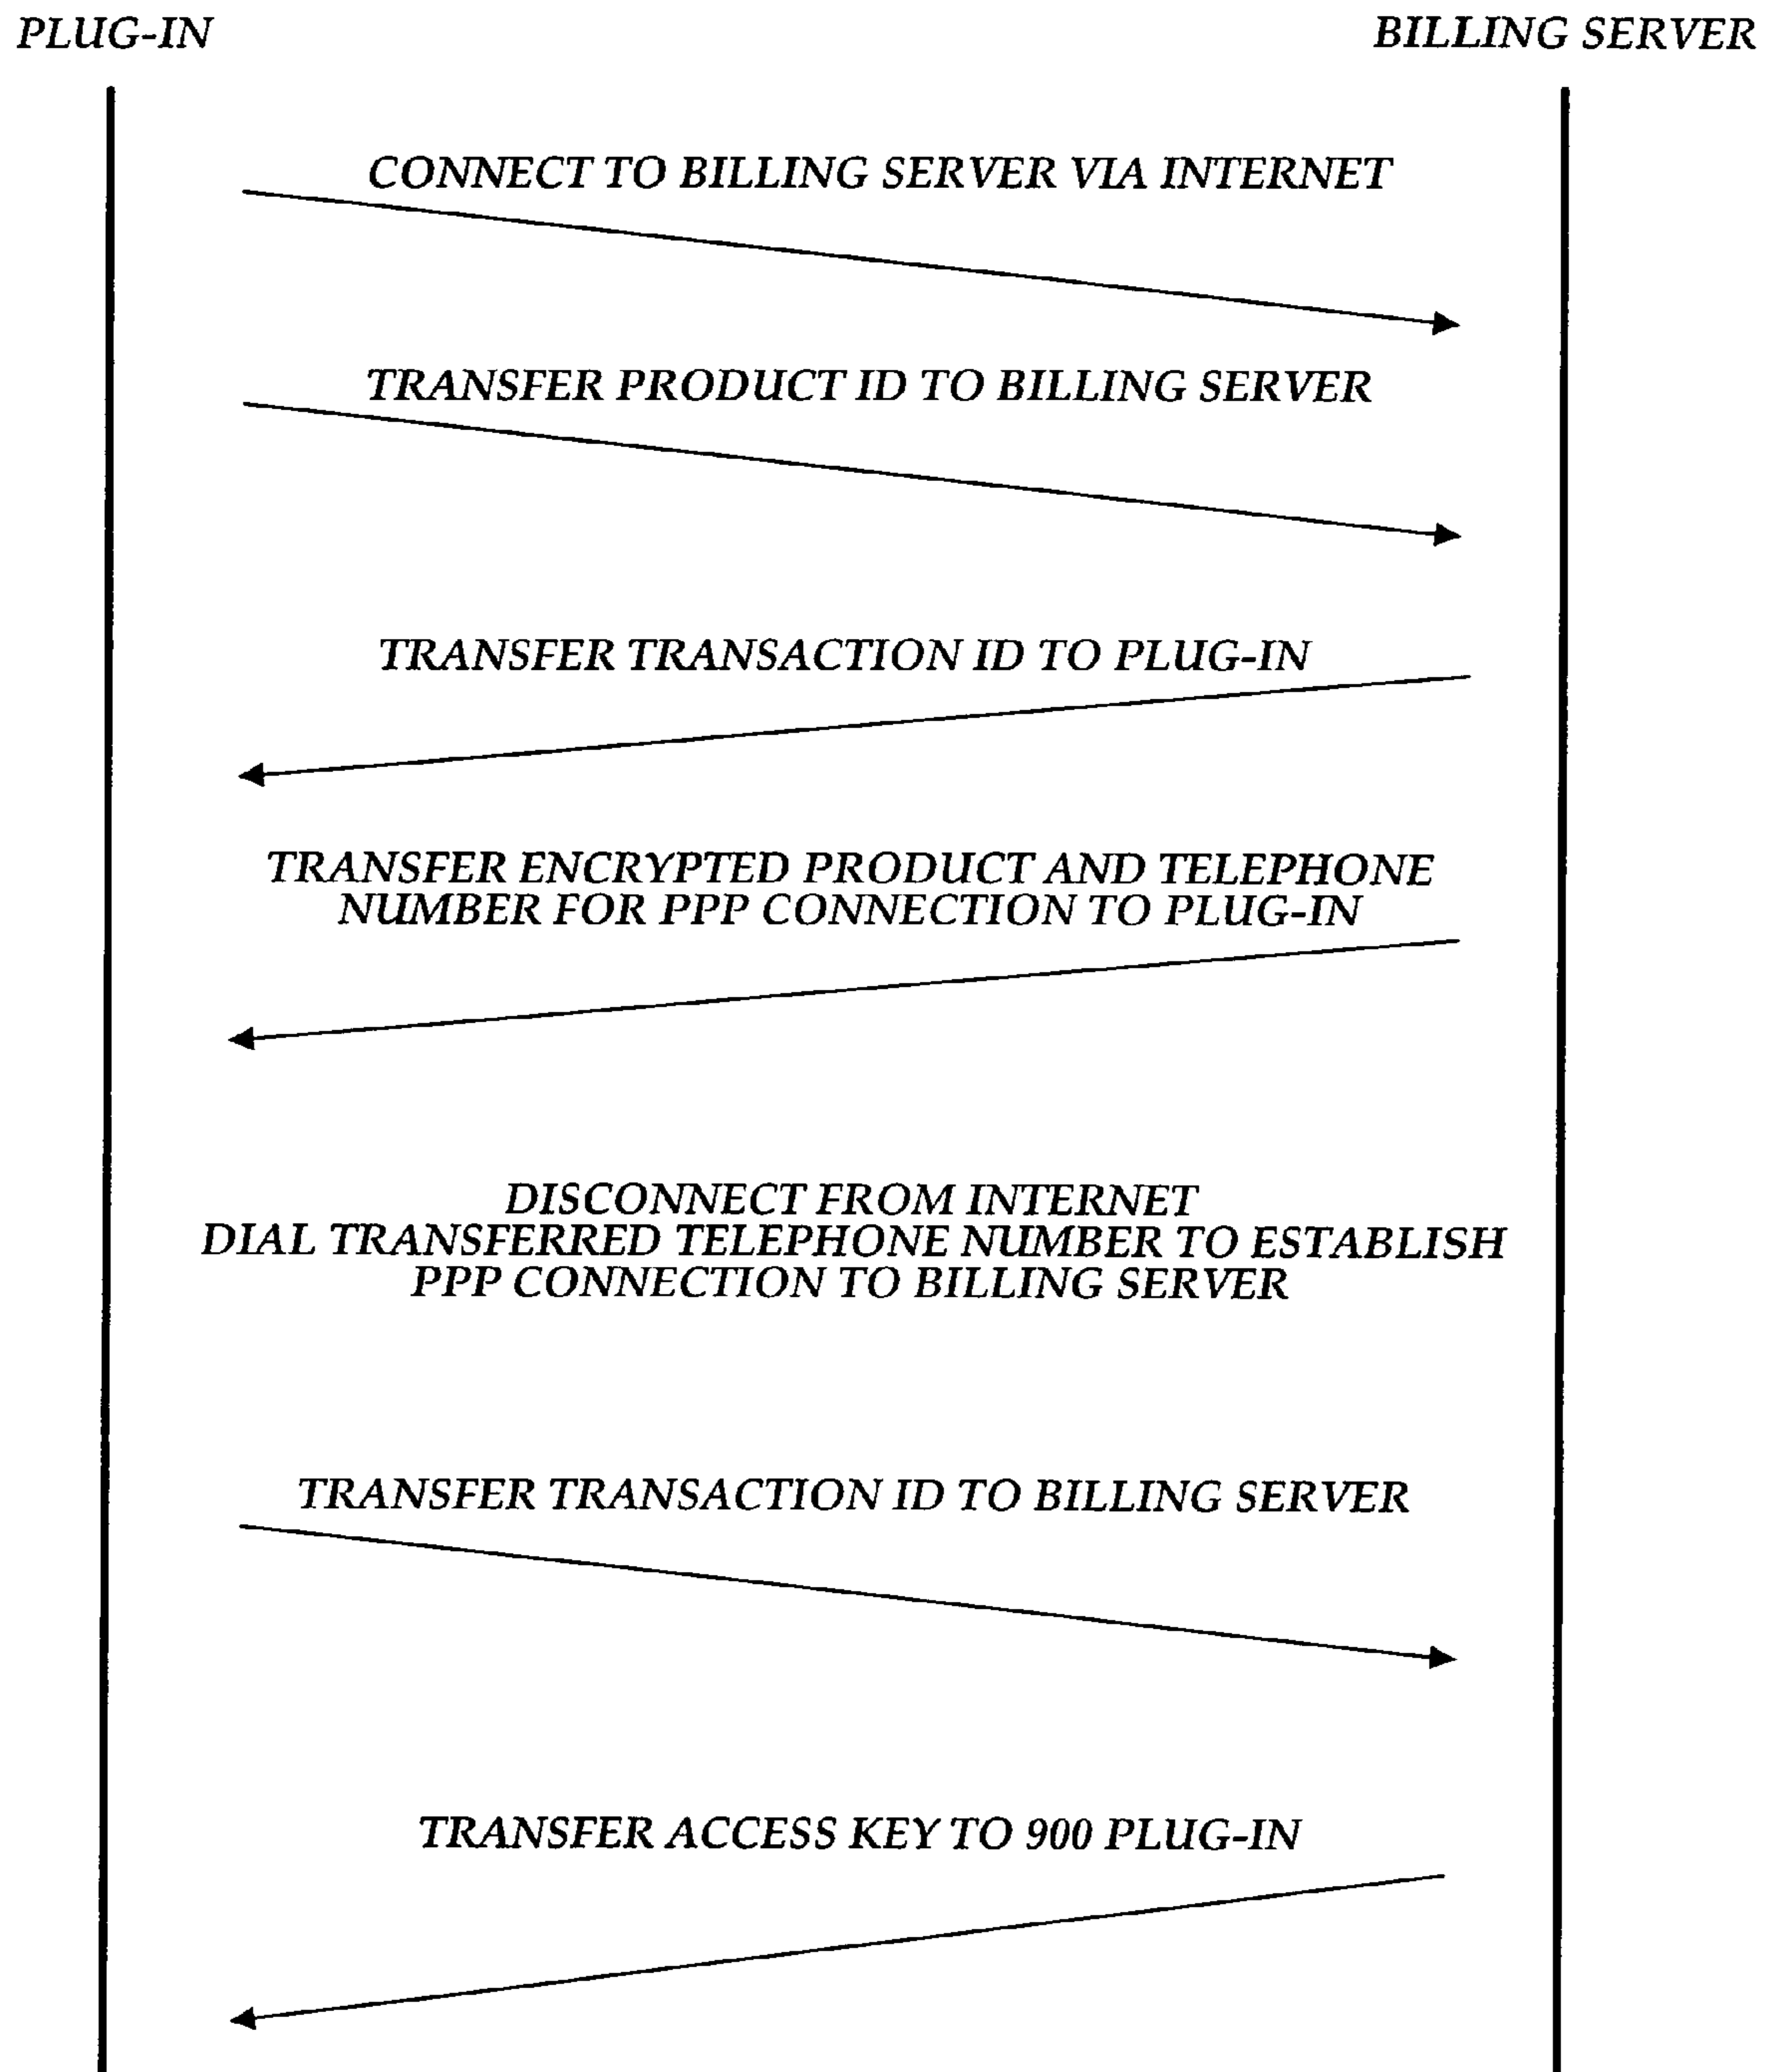 PLUG-IN
BILLING SERVER
CONNECT TO BILLING SERVER VIA INTERNET
TRANSFER PRODUCT ID TO BILLING SERVER
TRANSFER TRANSACTION ID TO PLUG-IN
TRANSFER ENCRYPTED PRODUCT AND TELEPHONE
NUMBER FOR PPP CONNECTION TO PLUG-IN
DISCONNECT FROM INTERNET
DIAL TRANSFERRED TELEPHONE NUMBER TO ESTABLISH
PPP CONNECTION TO BILLING SERVER
TRANSFER TRANSACTION ID TO BILLING SERVER
TRANSFER ACCESS KEY TO 900 PLUG-IN